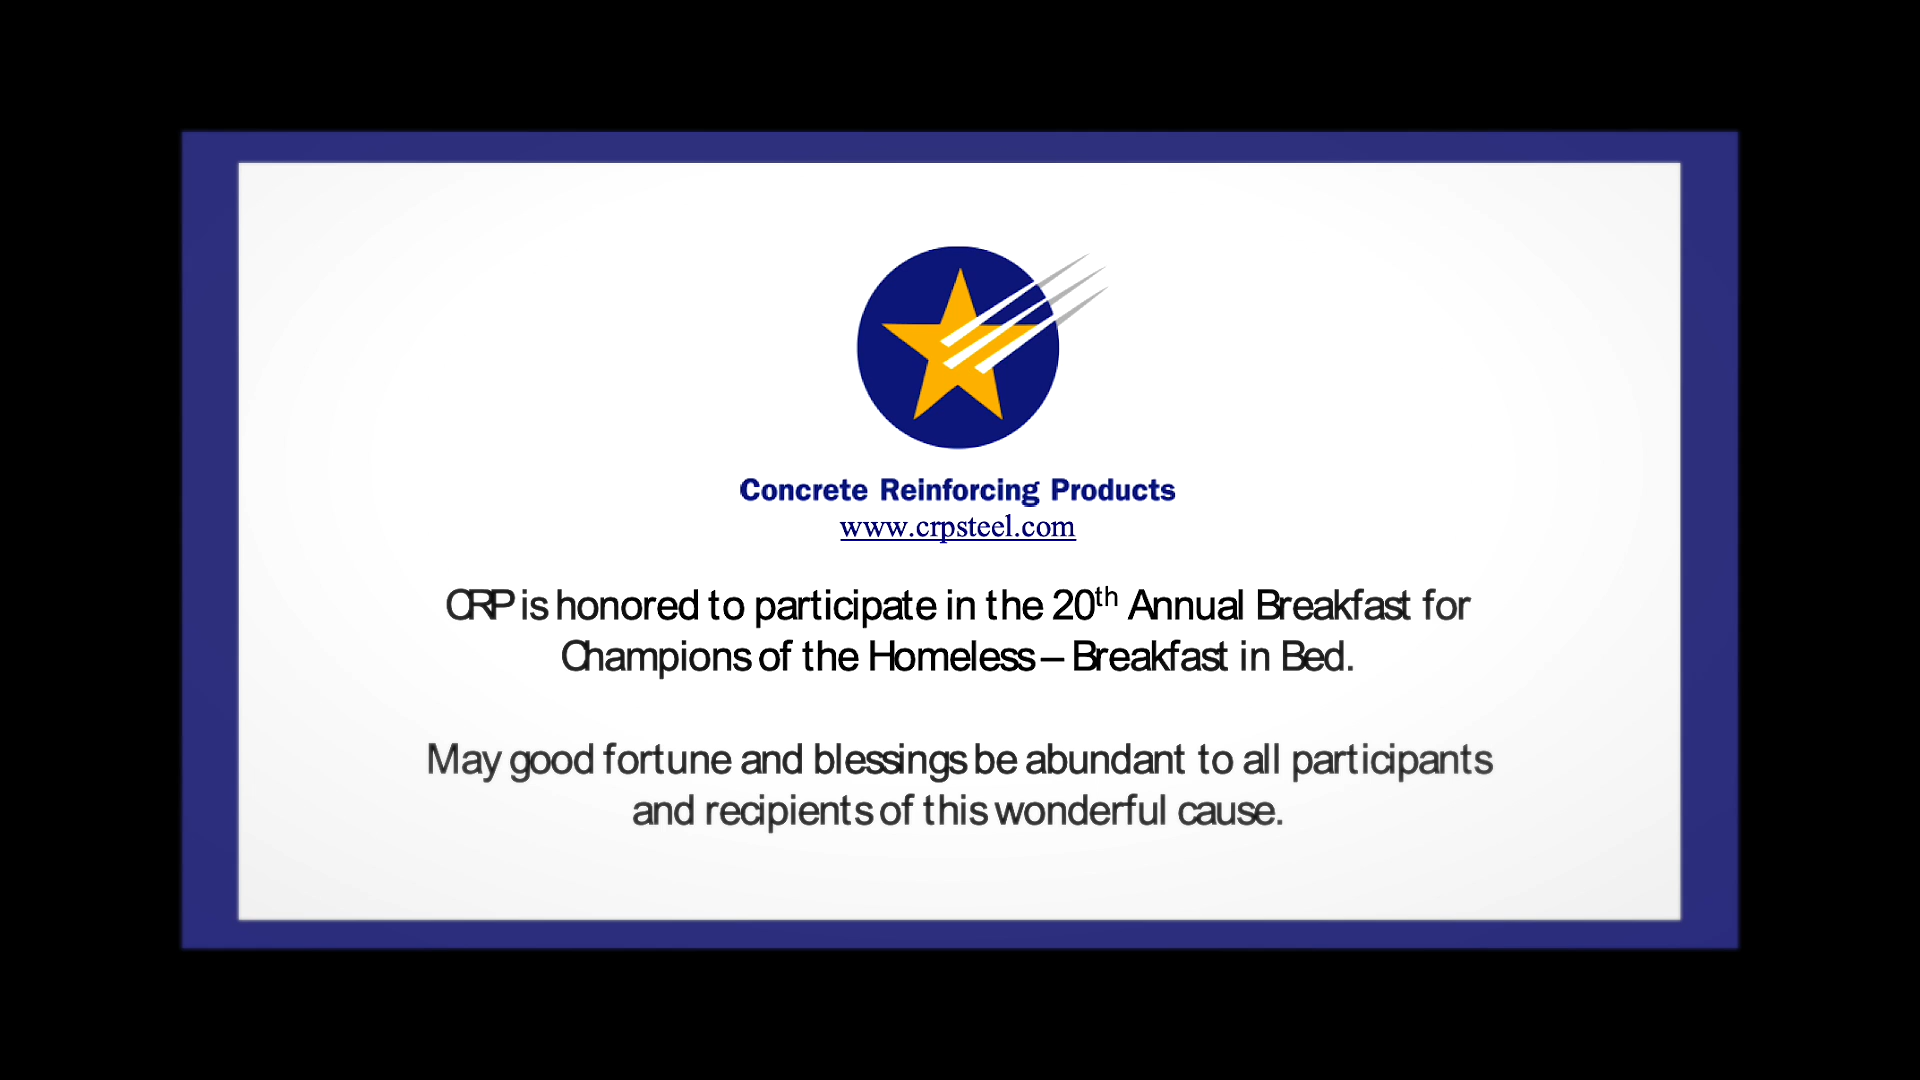 Concrete Reinforcing Products
www.crpsteel.com
CRP is honored to participate in the 20th Annual Breakfast for
Champions of the Homeless – Breakfast in Bed.
May good fortune and blessings be abundant to all participants
and recipients of this wonderful cause.